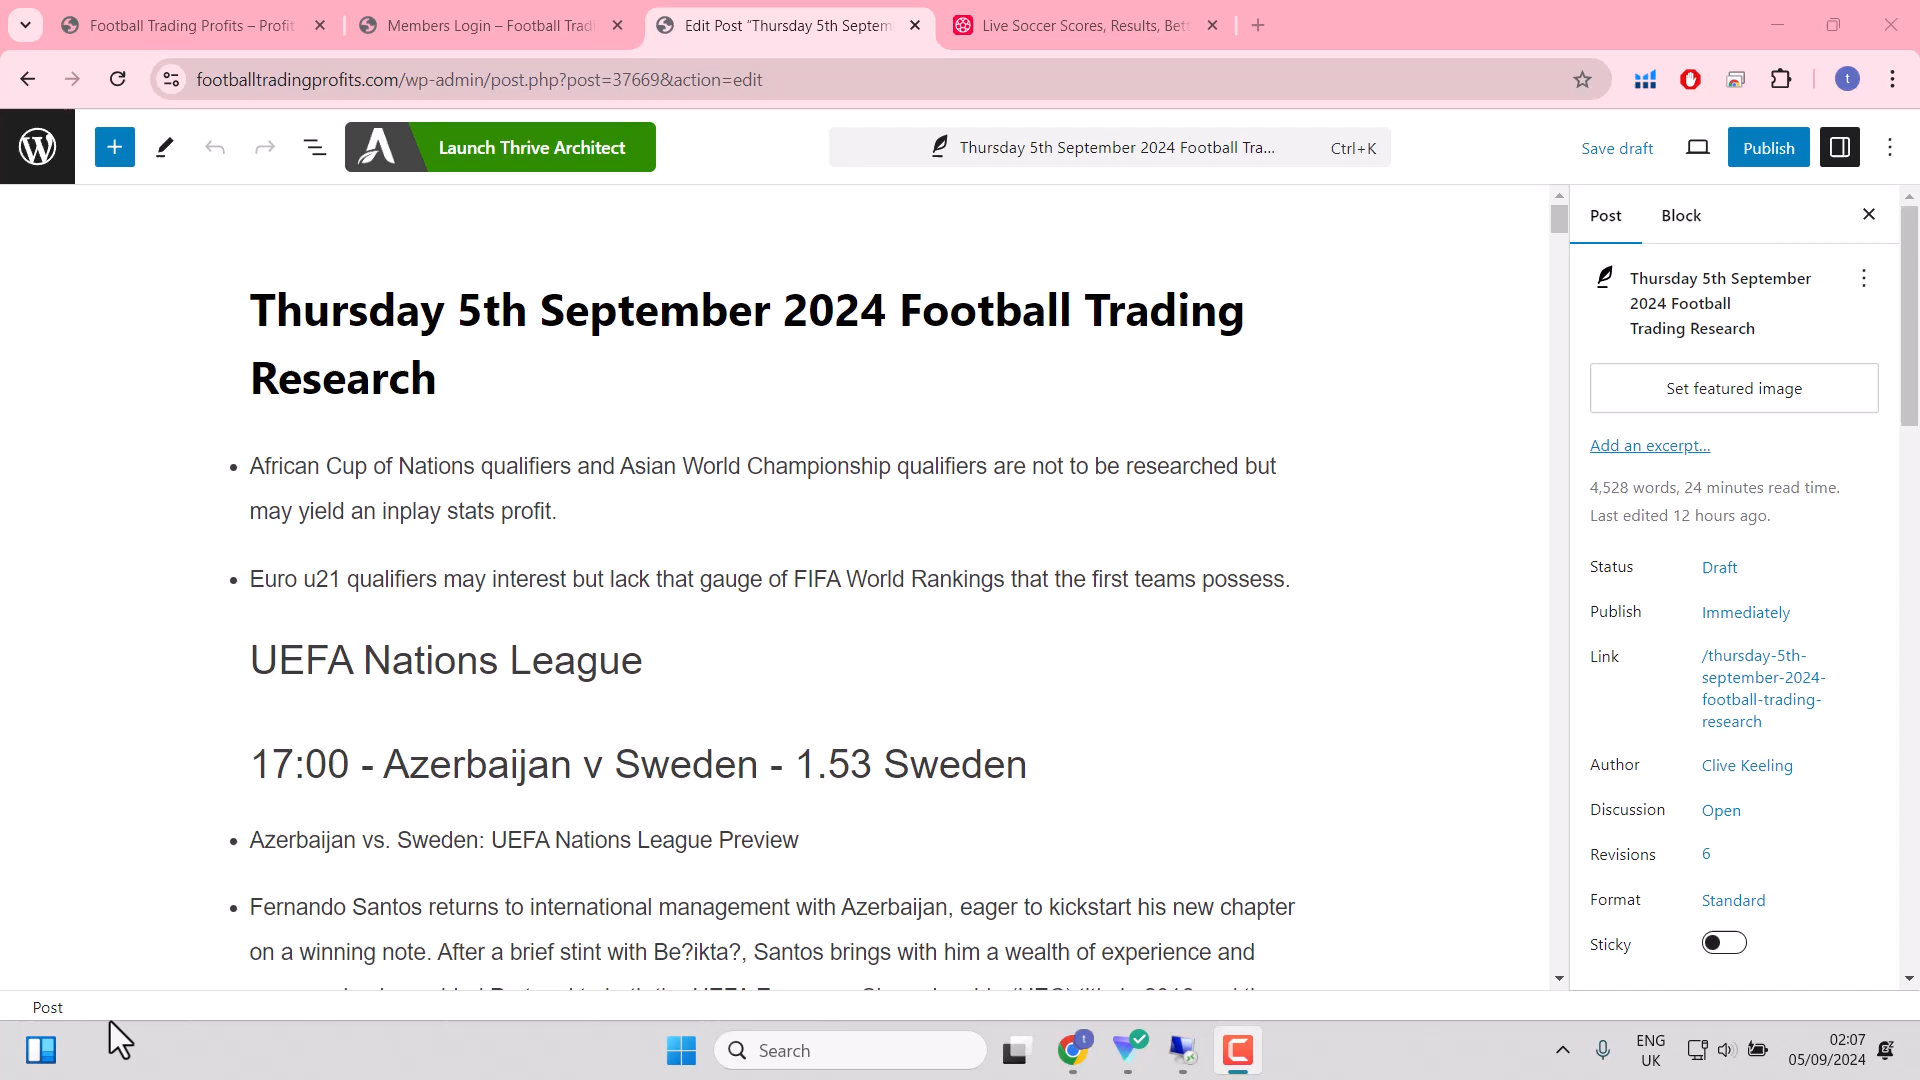 Football Trading Profits – Profit
Members Login – Football Tradi
Edit Post "Thursday 5th Septem
Live Soccer Scores, Results, Bett
footballtradingprofits.com/wp-admin/post.php?post=37669&action=edit
t
Launch Thrive Architect
Thursday 5th September 2024 Football Tra...
Ctrl+K
Save draft
Publish
Post
Block
Thursday 5th September 2024 Football Trading
Research
African Cup of Nations qualifiers and Asian World Championship qualifiers are not to be researched but
may yield an inplay stats profit.
Euro u21 qualifiers may interest but lack that gauge of FIFA World Rankings that the first teams possess.
UEFA Nations League
17:00 - Azerbaijan v Sweden - 1.53 Sweden
Azerbaijan vs. Sweden: UEFA Nations League Preview
Fernando Santos returns to international management with Azerbaijan, eager to kickstart his new chapter
on a winning note. After a brief stint with Be?ikta?, Santos brings with him a wealth of experience and
Thursday 5th September
2024 Football
Trading Research
Set featured image
Add an excerpt...
4,528 words, 24 minutes read time.
Last edited 12 hours ago.
Status
Draft
Publish
Immediately
Link
/thursday-5th-
september-2024-
football-trading-
research
Author
Clive Keeling
Discussion
Open
Revisions
6
Format
Standard
Sticky
Post
Search
t
ENG
UK
02:07
05/09/2024